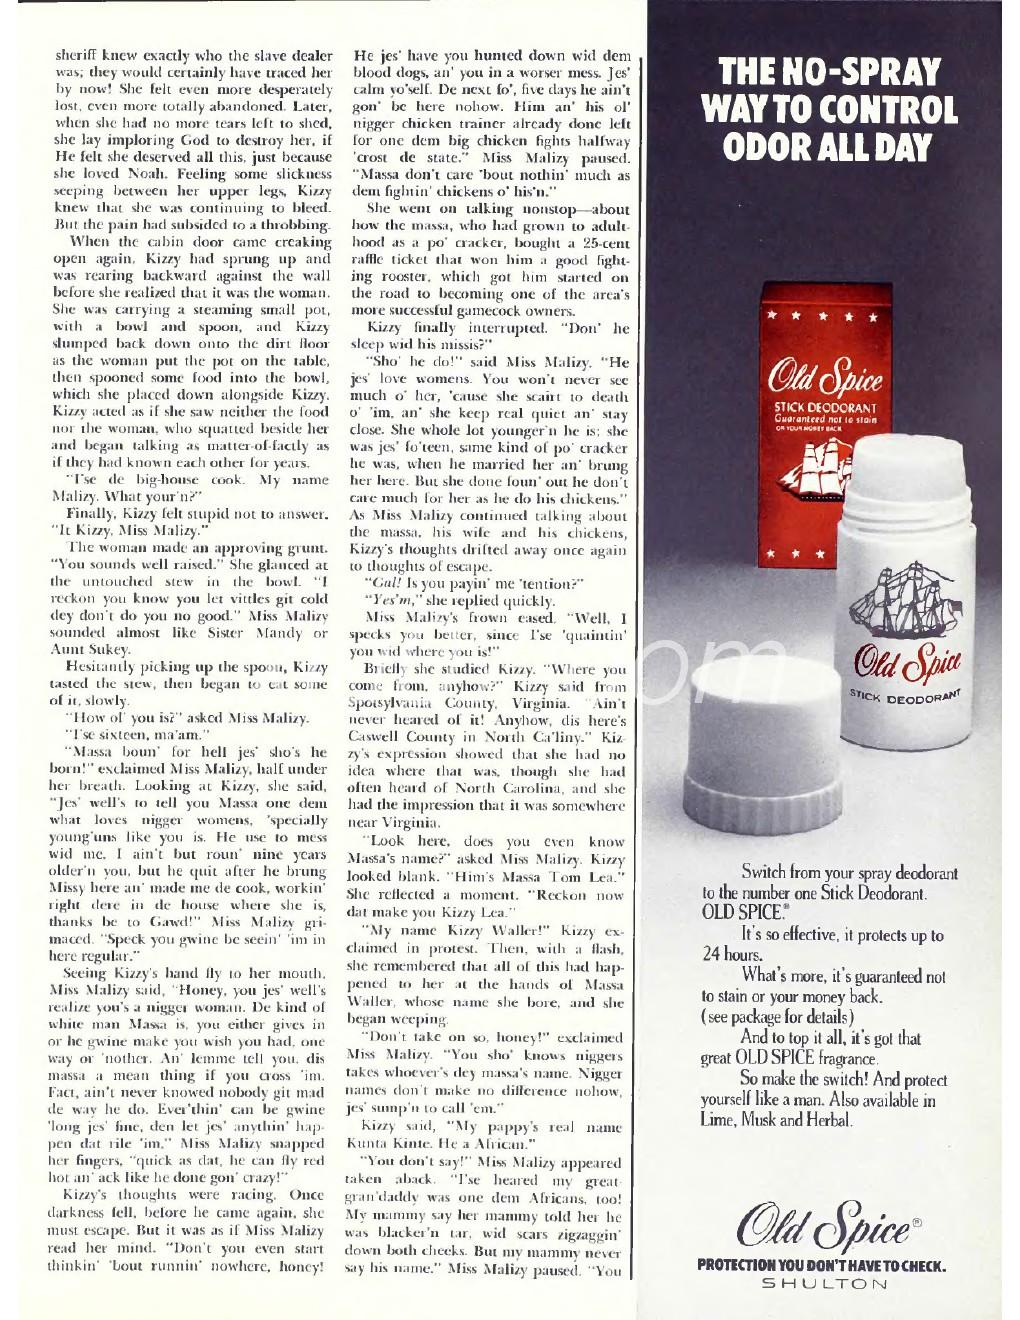 sheriff knew exactly who the slave dealer
was; they would certainly have traced her
by now! She felt even more desperately
lost, even more totally abandoned. Later,
when she had no more tears left to shed,
she lay imploring God to destroy her, if
He felt she deserved all this, just because
she loved Noah. Feeling some slickness
seeping between her upper legs, Kizzy
knew that she was continuing to bleed.
But the pain had subsided to a throbbing.
When the cabin door came creaking
open again, Kizzy had sprung up and
was rearing backward against the wall
before she realized that it was the woman.
She was carrying a steaming small pot,
with a bowl and spoon, and Kizzy
slumped back down onto the dirt floor
as the woman put the pot on the table,
then spooned some food into the bowl,
which she placed down alongside Kizzy.
Kizzy acted as if she saw neither the food
nor the woman, who squatted beside her
and began talking as matter-of-factly as
if they had known each other for years.
"I'se de big-house cook. My name
Malizy. What your'n?"
Finally, Kizzy felt stupid not to answer.
"It Kizzy, Miss Malizy."
The woman made an approving grunt.
"You sounds well raised." She glanced at
the untouched stew in the bowl. "I
reckon you know you let vittles git cold
dey don't do you no good." Miss Malizy
sounded almost like Sister Mandy or
Aunt Sukey.
Hesitantly picking up the spoon, Kizzy
tasted the stew, then began to eat some
of it, slowly.
"How ol' you is?" asked Miss Malizy.
"I'se sixteen, ma'am."
"Massa boun' for hell jes' sho's he
born!" exclaimed Miss Malizy, half under
her breath. Looking at Kizzy, she said,
"Jes' well's to tell you Massa one dem
what loves nigger womens, 'specially
young'uns like you is. He use to mess
wid me, I ain't but roun' nine years
older'n you, but he quit after he brung
Missy here an' made me de cook, workin'
right dere in de house where she is,
thanks be to Gawd!" Miss Malizy gri-
maced. "Speck you gwine be seein' 'im in
here regular."
Seeing Kizzy's hand fly to her mouth,
Miss Malizy said, "Honey, you jes' well's
realize you's a nigger woman. De kind of
white man Massa is, you either gives in
or he gwine make you wish you had, one
way or 'nother. An' lemme tell you, dis
massa a mean thing if you cross 'im.
Fact, ain't never knowed nobody git mad
de way he do. Ever'thin' can be gwine
'long jes' fine, den let jes' anythin' hap-
pen dat rile 'im," Miss Malizy snapped
her fingers, "quick as dat, he can fly red
hot an' ack like he done gon' crazy!"
Kizzy's thoughts were racing. Once
darkness fell, before he came again, she
must escape. But it was as if Miss Malizy
read her mind. "Don't you even start
thinkin' 'bout runnin' nowhere, honey!
He jes' have you hunted down wid dem
blood dogs, an' you in a worser mess. Jes'
calm yo'self. De next fo', five days he ain't
gon' be here nohow. Him an' his ol'
nigger chicken trainer already done left
for one dem big chicken fights halfway
'crost de state." Miss Malizy paused.
"Massa don't care 'bout nothin' much as
dem fightin' chickens o' his'n."
She went on talking nonstop—about
how the massa, who had grown to adult-
hood as a po' cracker, bought a 25-cent
raffle ticket that won him a good fight-
ing rooster, which got him started on
the road to becoming one of the area's
more successful gamecock owners.
Kizzy finally interrupted. "Don' he
sleep wid his missis?"
"Sho' he do!" said Miss Malizy. "He
jes' love womens. You won't never see
much o' her, 'cause she scairt to death
o' 'im, an' she keep real quiet an' stay
close. She whole lot younger'n he is; she
was jes' fo'teen, same kind of po' cracker
he was, when he married her an' brung
her here. But she done foun' out he don't
care much for her as he do his chickens."
As Miss Malizy continued talking about
the massa, his wife and his chickens,
Kizzy's thoughts drifted away once again
to thoughts of escape.
"Gal! Is you payin' me 'tention?"
"Yes'm," she replied quickly.
Miss Malizy's frown eased. "Well, I
specks you better, since I'se 'quaintin'
you wid where you is!"
Briefly she studied Kizzy. "Where you
come from, anyhow?" Kizzy said from
Spotsylvania County, Virginia. "Ain't
never heared of it! Anyhow, dis here's
Caswell County in North Ca'liny." Kiz-
zy's expression showed that she had no
idea where that was, though she had
often heard of North Carolina, and she
had the impression that it was somewhere
near Virginia.
"Look here, does you even know
Massa's name?" asked Miss Malizy. Kizzy
looked blank. "Him's Massa Tom Lea."
She reflected a moment. "Reckon now
dat make you Kizzy Lea."
"My name Kizzy Waller!" Kizzy ex-
claimed in protest. Then, with a flash,
she remembered that all of this had hap-
pened to her at the hands of Massa
Waller, whose name she bore, and she
began weeping.
"Don't take on so, honey!" exclaimed
Miss Malizy. "You sho' knows niggers
takes whoever's dey massa's name. Nigger
names don't make no difference nohow,
jes' sump'n to call 'em."
Kizzy said, "My pappy's real name
Kunta Kinte. He a African."
"You don't say!" Miss Malizy appeared
taken aback. "I'se heared my great-
gran'daddy was one dem Africans, too!
My mammy say her mammy told her he
was blacker'n tar, wid scars zigzaggin'
down both cheeks. But my mammy never
say his name." Miss Malizy paused. "You
THE NO-SPRAY
WAY TO CONTROL
ODOR ALL DAY
Old Spice
STICK DEODORANT
Guaranteed not to stain
OR YOUR MONEY BACK
Old Spice
STICK DEODORANT
om
Switch from your spray deodorant
to the number one Stick Deodorant.
OLD SPICE®
It's so effective, it protects up to
24 hours.
What's more, it's guaranteed not
to stain or your money back.
(see package for details)
And to top it all, it's got that
great OLD SPICE fragrance.
So make the switch! And protect
yourself like a man. Also available in
Lime, Musk and Herbal.
Old Spice®
PROTECTION YOU DON'T HAVE TO CHECK.
SHULTON